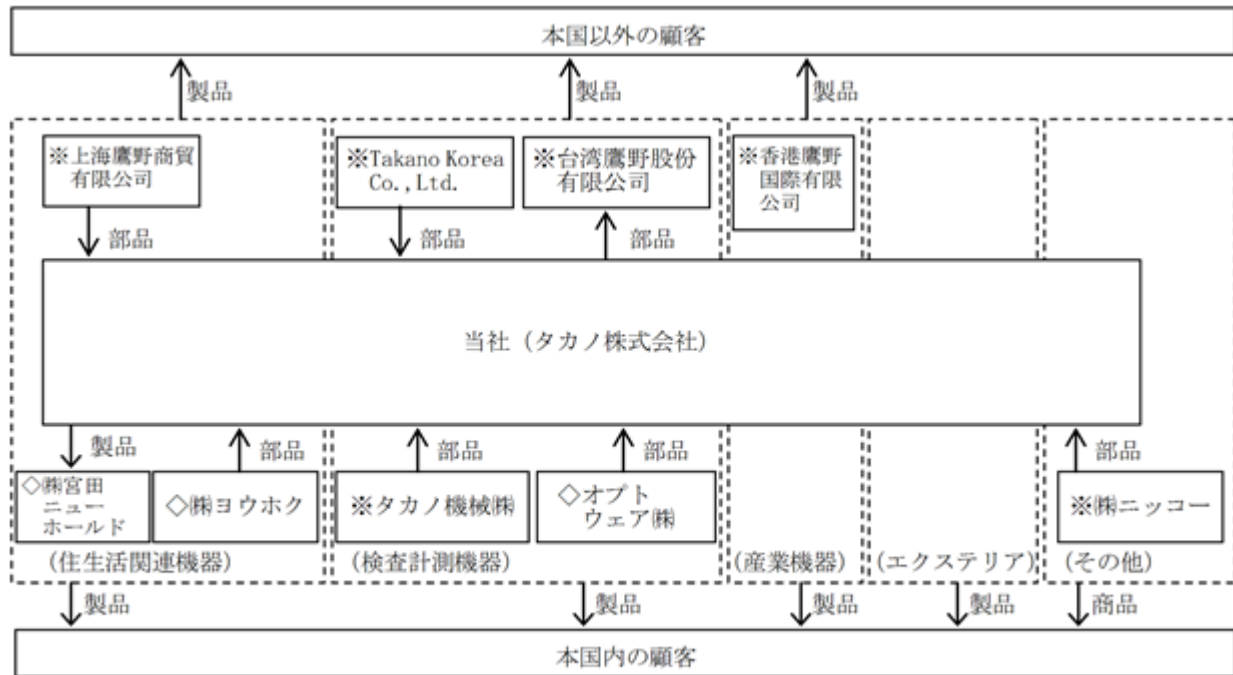 本国以外の顧客
製品
製品
製品
※上海鷹野商貿
有限公司
※Takano Korea
Co.,Ltd.
※台湾鷹野股份
有限公司
※香港鷹野
国際有限
公司
部品
部品
部品
当社(タカノ株式会社)
製品
部品
部品
部品
部品
◇㈱宮田
ニュー
ホールド
◇㈱ヨウホク
※タカノ機械㈱
◇オプト
ウェア㈱
※㈱ニッコー
(住生活関連機器)
(検査計測機器)
(産業機器)
(エクステリア)
(その他)
製品
製品
製品
製品
商品
本国内の顧客